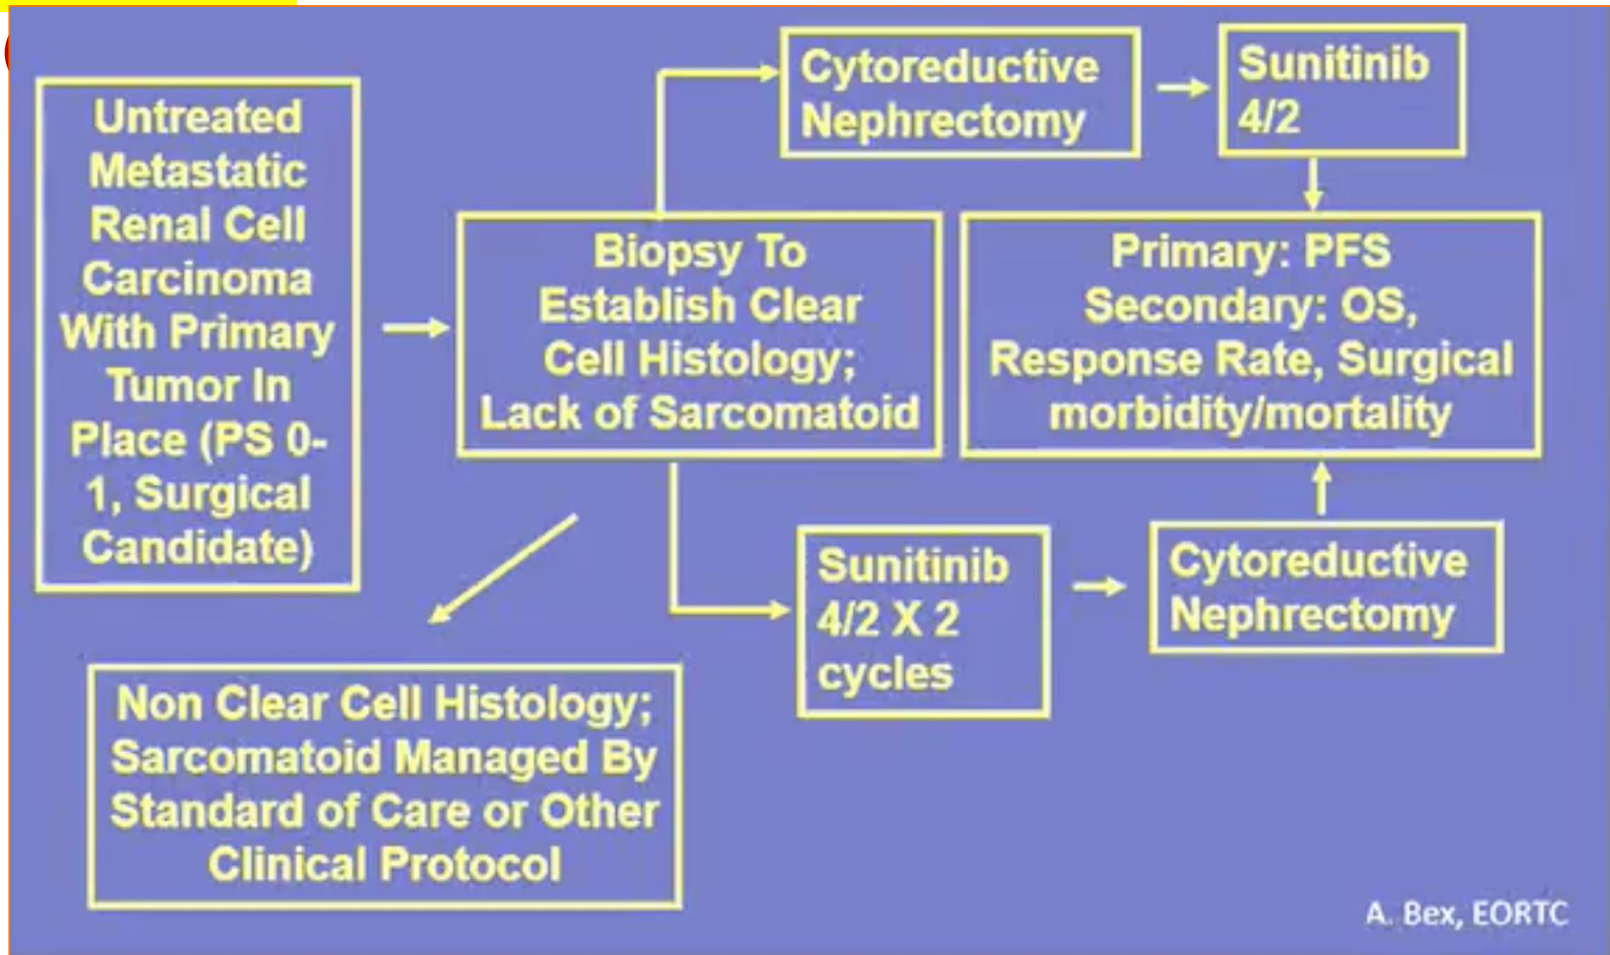 Untreated
Metastatic
Renal Cell
Carcinoma
With Primary
Tumor In
Place (PS 0-
1, Surgical
Candidate)
Biopsy To
Establish Clear
Cell Histology;
Lack of Sarcomatoid
Cytoreductive
Nephrectomy
Sunitinib
4/2
Primary: PFS
Secondary: OS,
Response Rate, Surgical
morbidity/mortality
Sunitinib
4/2 X 2
cycles
Cytoreductive
Nephrectomy
Non Clear Cell Histology;
Sarcomatoid Managed By
Standard of Care or Other
Clinical Protocol
A. Bex, EORTC